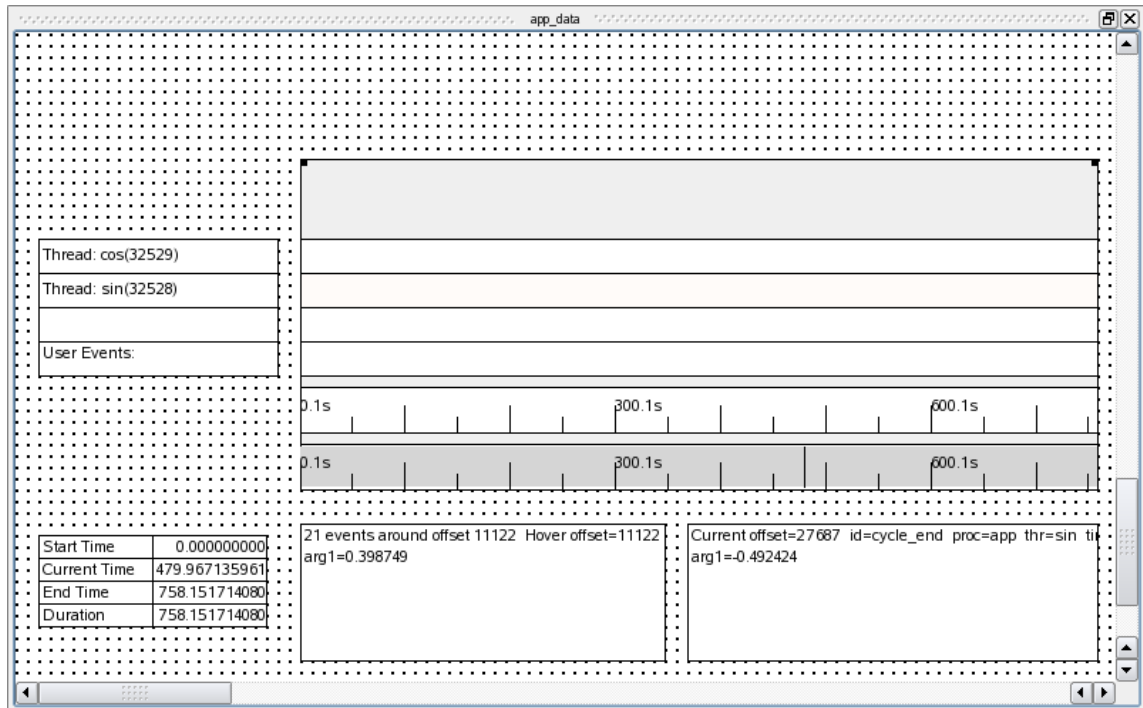 app_data
Thread: cos(32529)
Thread: sin(32528)
User Events:
0.1s 300.1s 600.1s
0.1s 300.1s 600.1s
Start Time 0.000000000
Current Time 479.967135961
End Time 758.151714080
Duration 758.151714080
21 events around offset 11122 Hover offset=11122
arg1=0.398749
Current offset=27687 id=cycle_end proc=app thr=sin
arg1=-0.492424